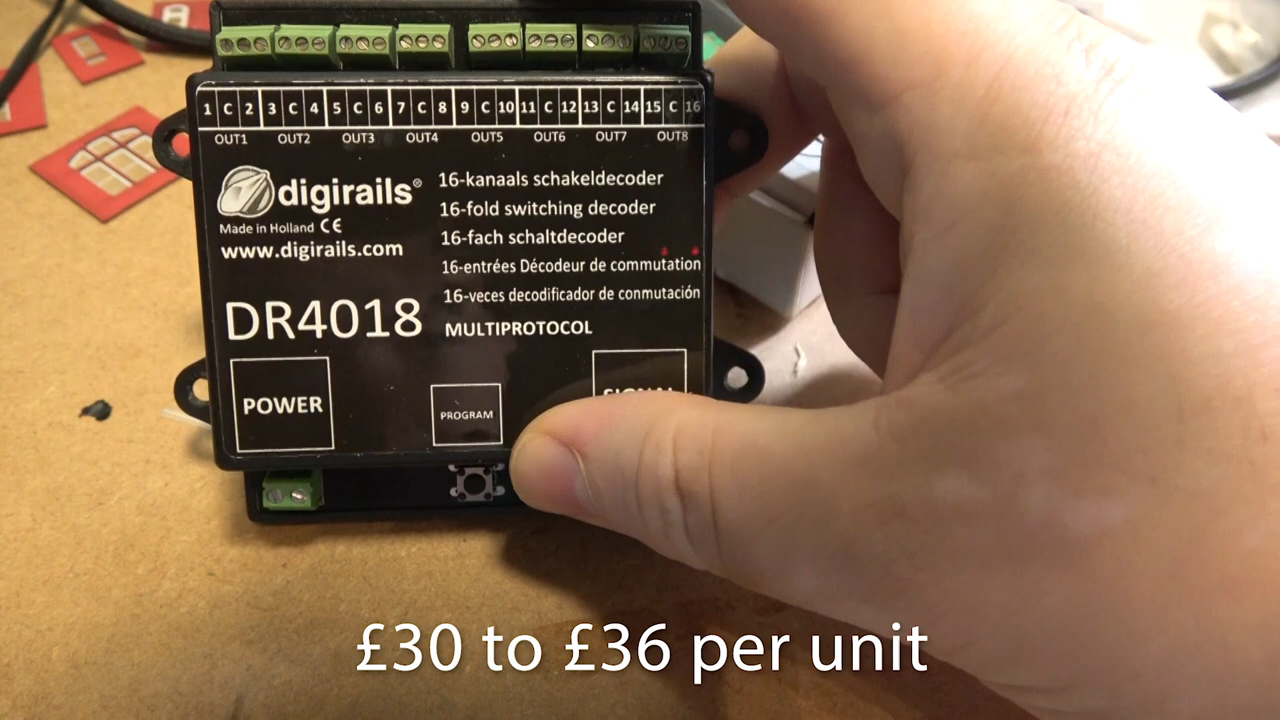 1 C 2 3 C 4 5 C 6 7 C 8 9 C 10 11 C 12 13 C 14 15 C 16
OUT1 OUT2 OUT3 OUT4 OUT5 OUT6 OUT7 OUT8
digirails®
Made in Holland CE
www.digirails.com
16-kanaals schakeldecoder
16-fold switching decoder
16-fach schaltdecoder
16-entrées Décodeur de commutation
16-veces decodificador de conmutación
DR4018
MULTIPROTOCOL
POWER
PROGRAM
SIGNAL
£30 to £36 per unit